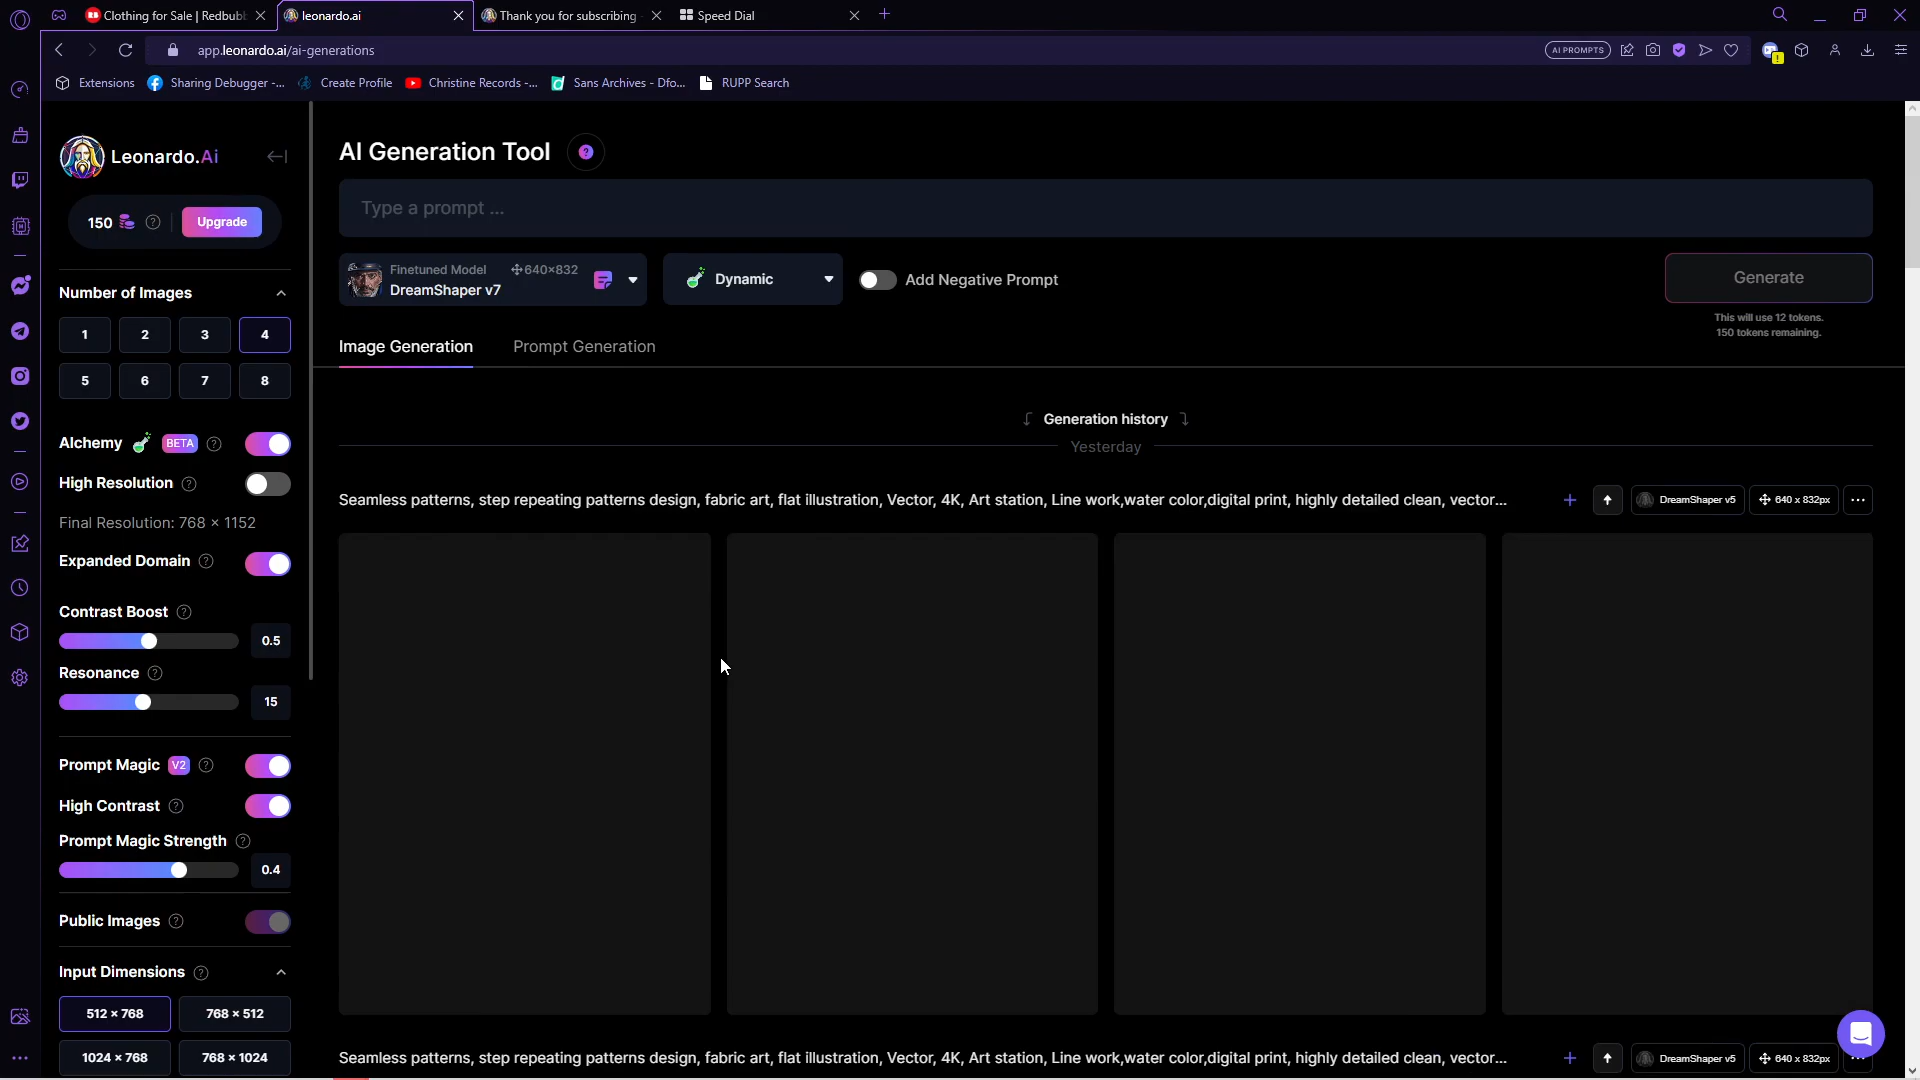 Clothing for Sale | Redbubb
leonardo.ai
Thank you for subscribing
Speed Dial
app.leonardo.ai/ai-generations
AI PROMPTS
Extensions
Sharing Debugger -...
Create Profile
Christine Records -...
Sans Archives - Dfo...
RUPP Search
Leonardo.Ai
150
Upgrade
Number of Images
1 2 3 4
5 6 7 8
Alchemy BETA
High Resolution
Final Resolution: 768 × 1152
Expanded Domain
Contrast Boost
0.5
Resonance
15
Prompt Magic V2
High Contrast
Prompt Magic Strength
0.4
Public Images
Input Dimensions
512 × 768 768 × 512
1024 × 768 768 × 1024
AI Generation Tool ?
Type a prompt ...
Finetuned Model 640×832
DreamShaper v7
Dynamic
Add Negative Prompt
Generate
This will use 12 tokens.
150 tokens remaining.
Image Generation Prompt Generation
Generation history
Yesterday
Seamless patterns, step repeating patterns design, fabric art, flat illustration, Vector, 4K, Art station, Line work,water color,digital print, highly detailed clean, vector...
DreamShaper v5 640 x 832px
Seamless patterns, step repeating patterns design, fabric art, flat illustration, Vector, 4K, Art station, Line work,water color,digital print, highly detailed clean, vector...
DreamShaper v5 640 x 832px